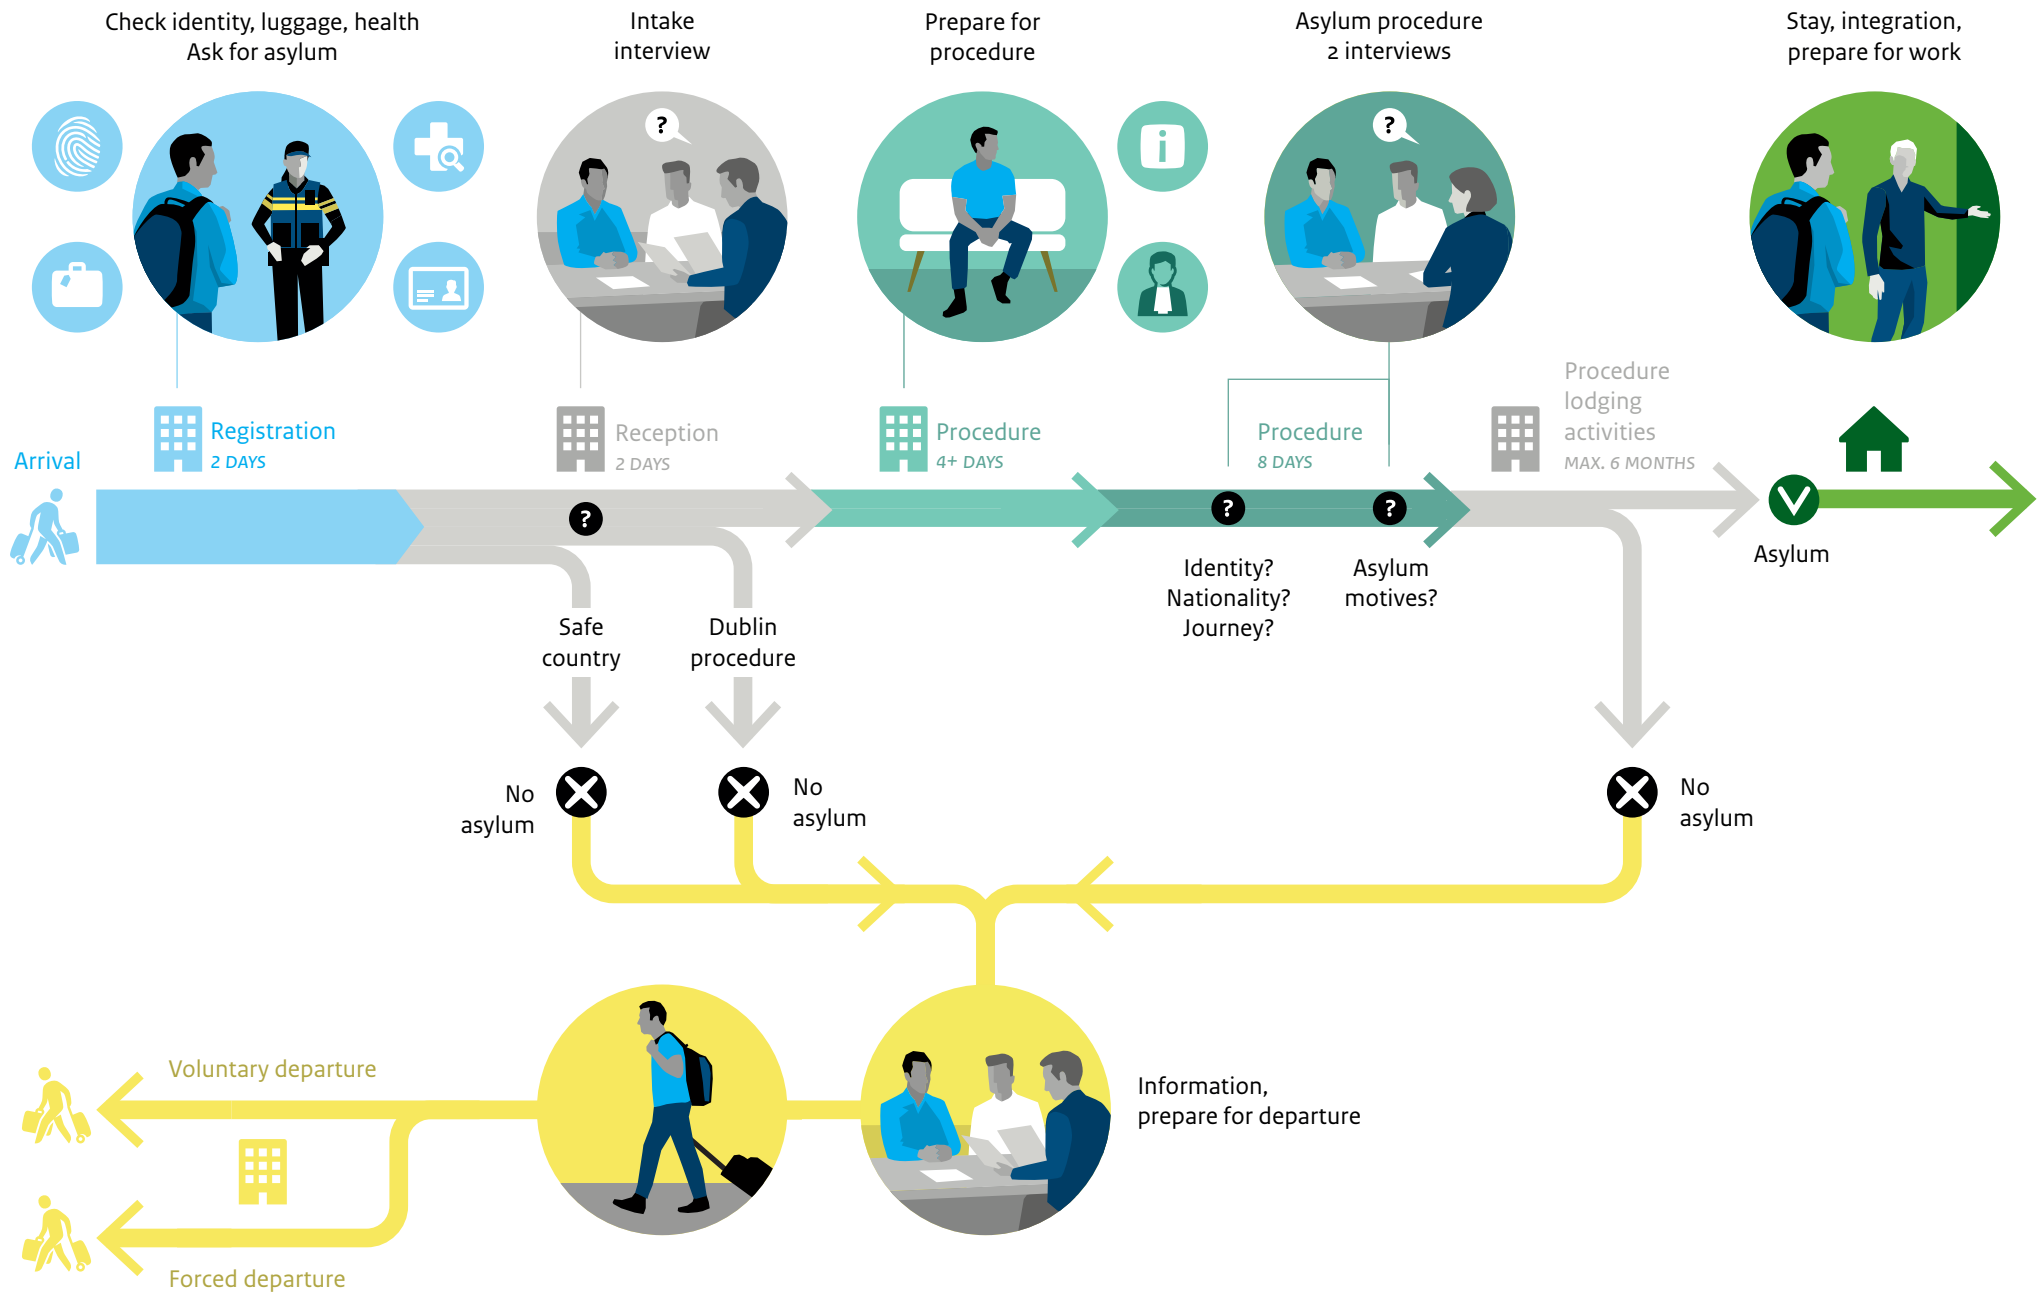 Check identity, luggage, health
Ask for asylum
Intake
interview
Prepare for
procedure
Asylum procedure
2 interviews
Stay, integration,
prepare for work
?
?
Arrival
Registration
2 DAYS
Reception
2 DAYS
Procedure
4+ DAYS
Procedure
8 DAYS
Procedure
lodging
activities
MAX. 6 MONTHS
?
?
?
Identity?
Nationality?
Journey?
Asylum
motives?
Asylum
Safe
country
Dublin
procedure
No
asylum
No
asylum
No
asylum
Information,
prepare for departure
Voluntary departure
Forced departure